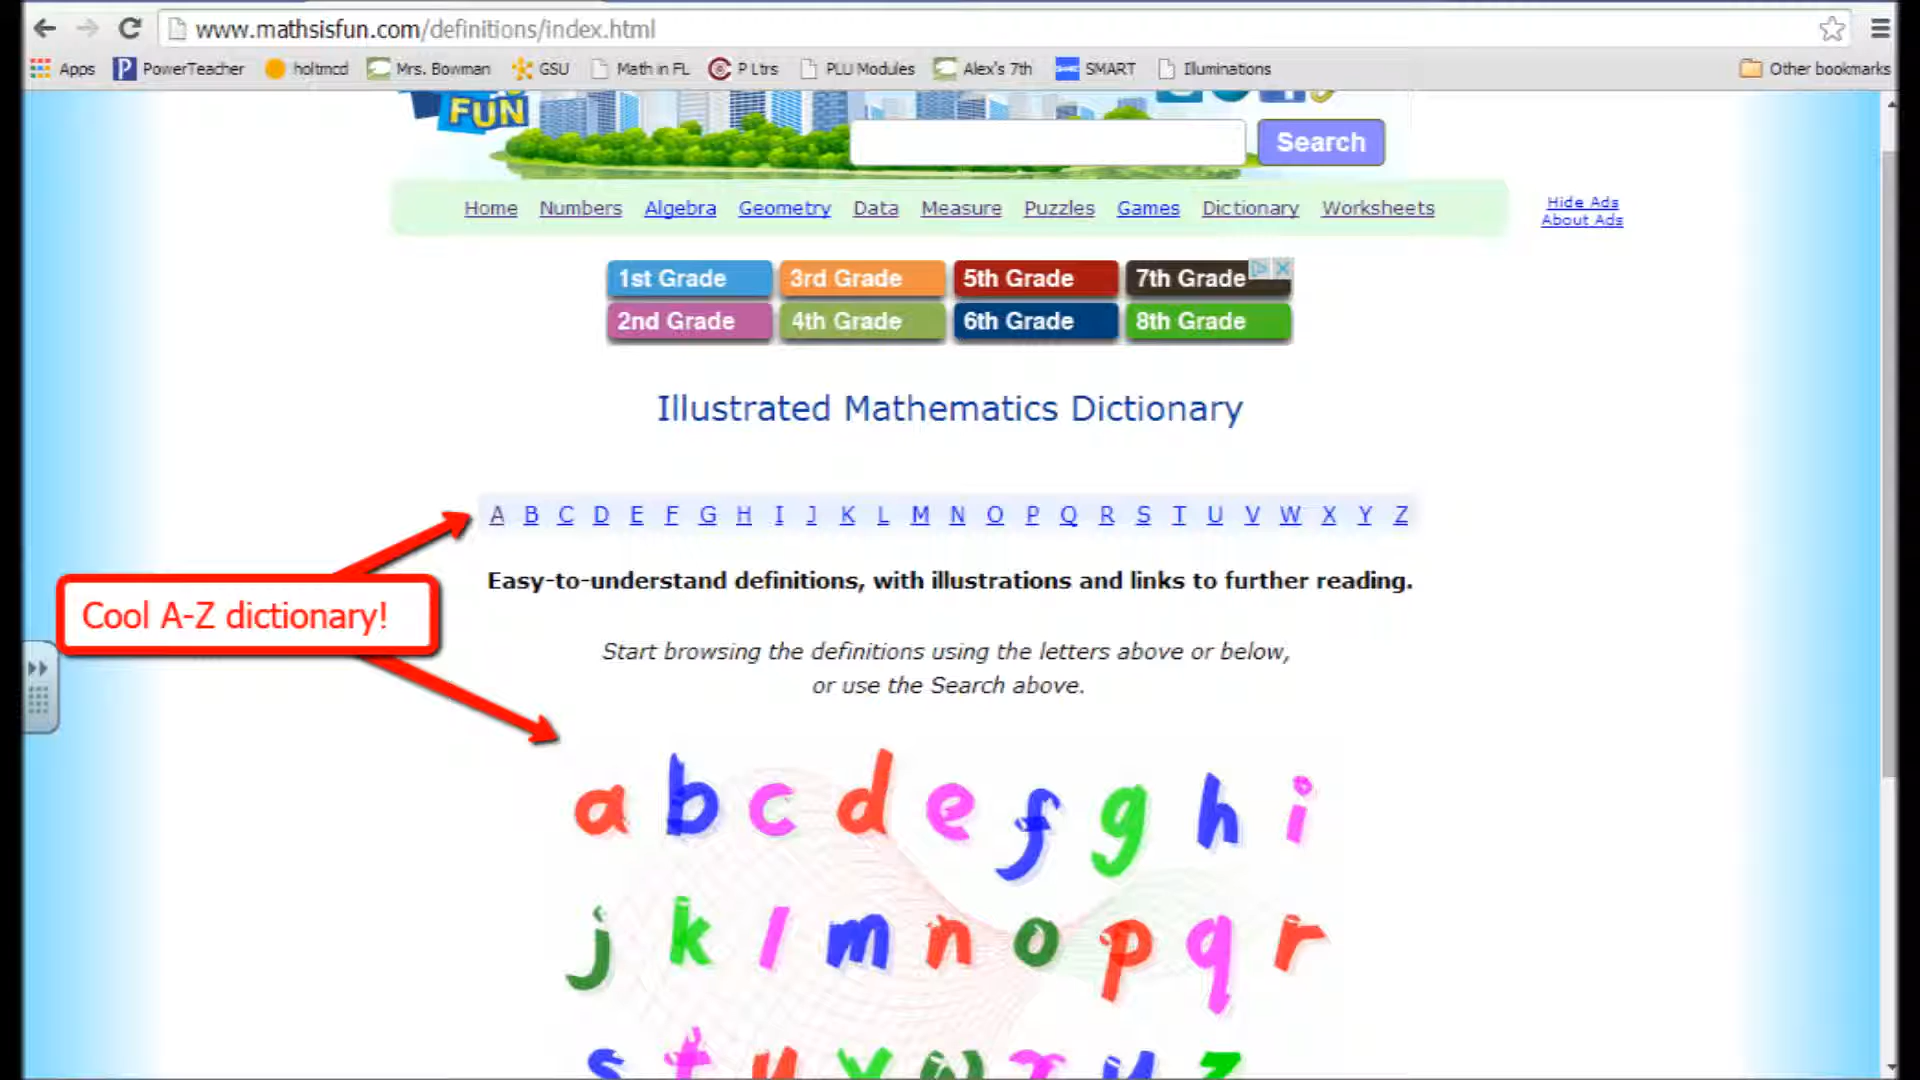 www.mathsisfun.com/definitions/index.html
Apps PowerTeacher holtmcd Mrs. Bowman GSU Math in FL P Ltrs PLU Modules Alex's 7th SMART Illuminations Other bookmarks
FUN
Search
Home Numbers Algebra Geometry Data Measure Puzzles Games Dictionary Worksheets
Hide Ads
About Ads
1st Grade 3rd Grade 5th Grade 7th Grade
2nd Grade 4th Grade 6th Grade 8th Grade
Illustrated Mathematics Dictionary
A B C D E F G H I J K L M N O P Q R S T U V W X Y Z
Easy-to-understand definitions, with illustrations and links to further reading.
Cool A-Z dictionary!
Start browsing the definitions using the letters above or below,
or use the Search above.
a b c d e f g h i
j k l m n o p q r
s t u v w x y z